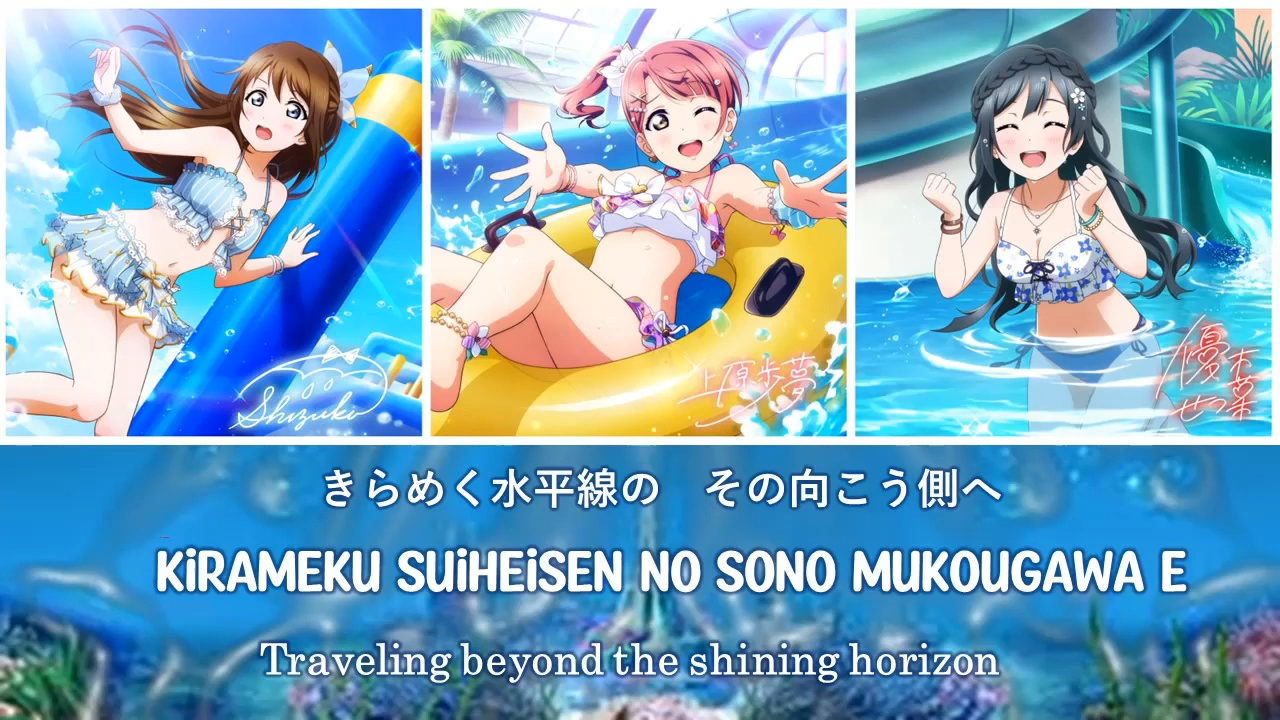 Shizuki
上原歩夢
優木
せつ菜
きらめく水平線の　その向こう側へ
KiRAMEKU SUiHEiSEN NO SONO MUKOUGAWA E
Traveling beyond the shining horizon